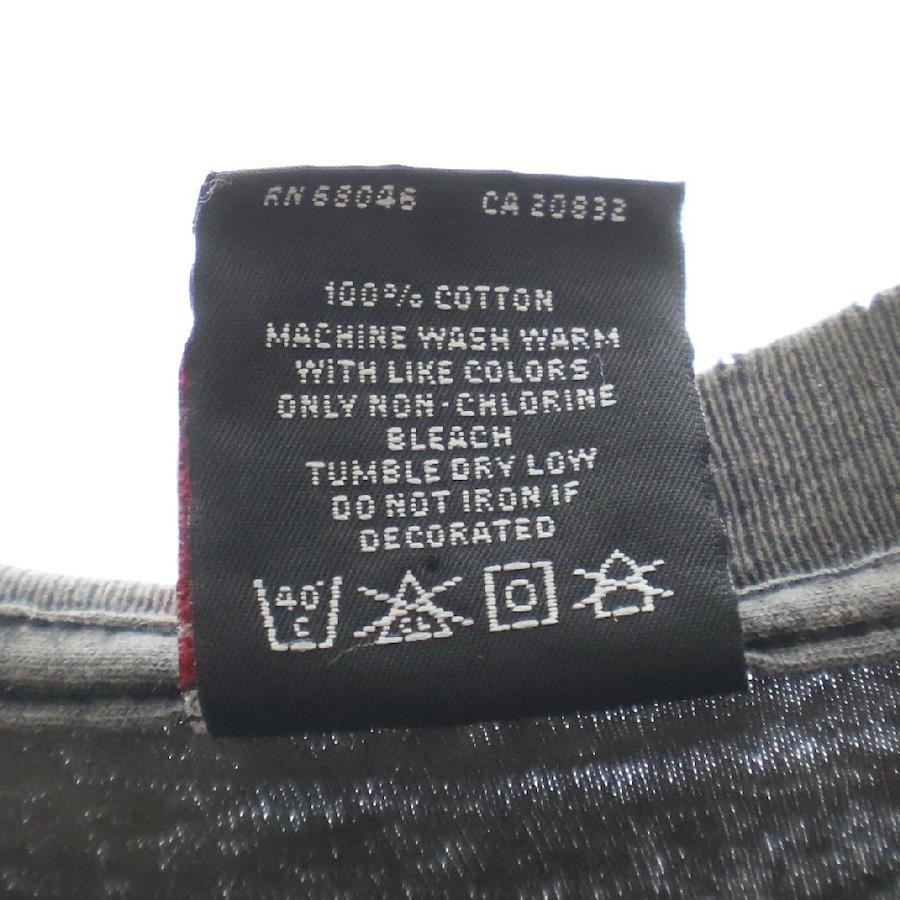 RN 68046 CA 20832
100% COTTON
MACHINE WASH WARM
WITH LIKE COLORS
ONLY NON-CHLORINE
BLEACH
TUMBLE DRY LOW
DO NOT IRON IF
DECORATED
40°
C
CL